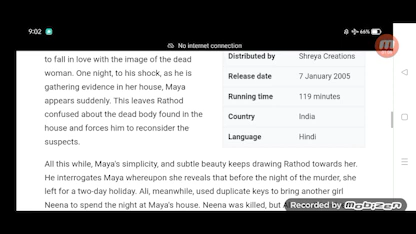 9:02
66%
No internet connection
to fall in love with the image of the dead
woman. One night, to his shock, as he is
gathering evidence in her house, Maya
appears suddenly. This leaves Rathod
confused about the dead body found in the
house and forces him to reconsider the
suspects.
Distributed by Shreya Creations
Release date 7 January 2005
Running time 119 minutes
Country India
Language Hindi
All this while, Maya's simplicity, and subtle beauty keeps drawing Rathod towards her.
He interrogates Maya whereupon she reveals that before the night of the murder, she
left for a two-day holiday. Ali, meanwhile, used duplicate keys to bring another girl
Neena to spend the night at Maya's house. Neena was killed, but
Recorded by
mobizen